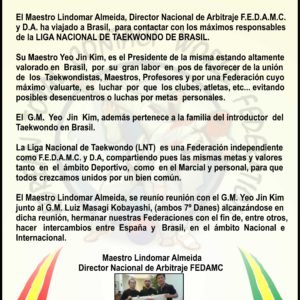 El Maestro Lindomar Almeida, Director Nacional de Arbitraje F.E.D.A.M.C.
y D.A. ha viajado a Brasil, para contactar con los máximos responsables
de la LIGA NACIONAL DE TAEKWONDO DE BRASIL.
Su Maestro Yeo Jin Kim, es el Presidente de la misma estando altamente
valorado en Brasil, por su gran labor en pos de favorecer de la unión
de los Taekwondistas, Maestros, Profesores y por una Federación cuyo
máximo valuarte, es luchar por que los clubes, atletas, etc... evitando
posibles desencuentros o luchas por metas personales.
El G.M. Yeo Jin Kim, además pertenece a la familia del introductor del
Taekwondo en Brasil.
La Liga Nacional de Taekwondo (LNT) es una Federación independiente
como F.E.D.A.M.C. y D.A, compartiendo pues las mismas metas y valores
tanto en el ámbito Deportivo, como en el Marcial y personal, para que
todos crezcamos unidos por un bien común.
El Maestro Lindomar Almeida, se reunío reunión con el G.M. Yeo Jin Kim
junto al G.M. Luiz Masagi Kobayashi, (ambos 7º Danes) alcanzándose en
dicha reunión, hermanar nuestras Federaciones con el fin de, entre otros,
hacer intercambios entre España y Brasil, en el ámbito Nacional e
Internacional.
Maestro Lindomar Almeida
Director Nacional de Arbitraje FEDAMC